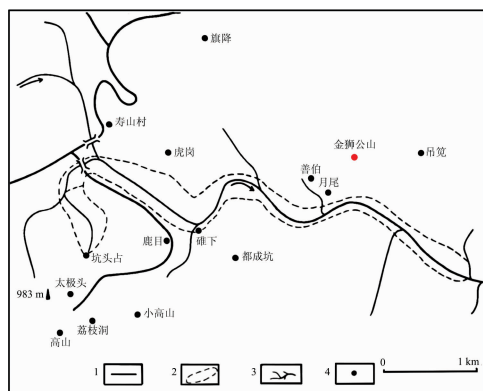 旗降
寿山村
虎岗
金狮公山
吊笕
善伯
月尾
鹿目
碓下
都成坑
坑头占
太极头
983 m
小高山
荔枝洞
高山
0 1 km
1 2 3 4